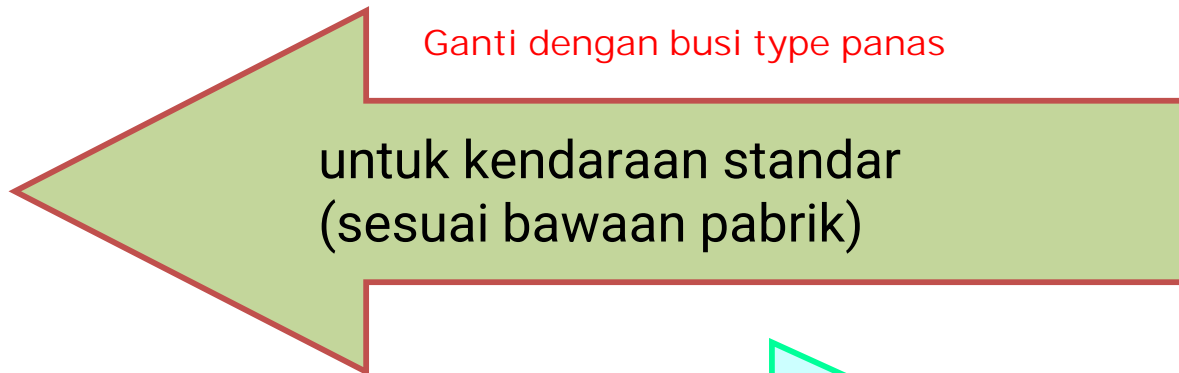 Ganti dengan busi type panas
untuk kendaraan standar
(sesuai bawaan pabrik)